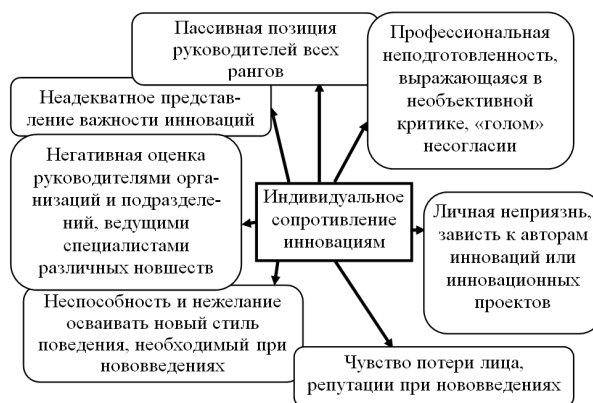 Пассивная позиция
руководителей всех
рангов
Профессиональная
неподготовленность,
выражающаяся в
необъективной
критике, «голом»
несогласии
Неадекватное представ-
ление важности инноваций
Негативная оценка
руководителями орга-
низаций и подразделе-
ний, ведущими
специалистами
различных новшеств
Индивидуальное
сопротивление
инновациям
Личная неприязнь,
зависть к авторам
инноваций или
инновационных
проектов
Неспособность и нежелание
осваивать новый стиль
поведения, необходимый при
нововведениях
Чувство потери лица,
репутации при нововведениях